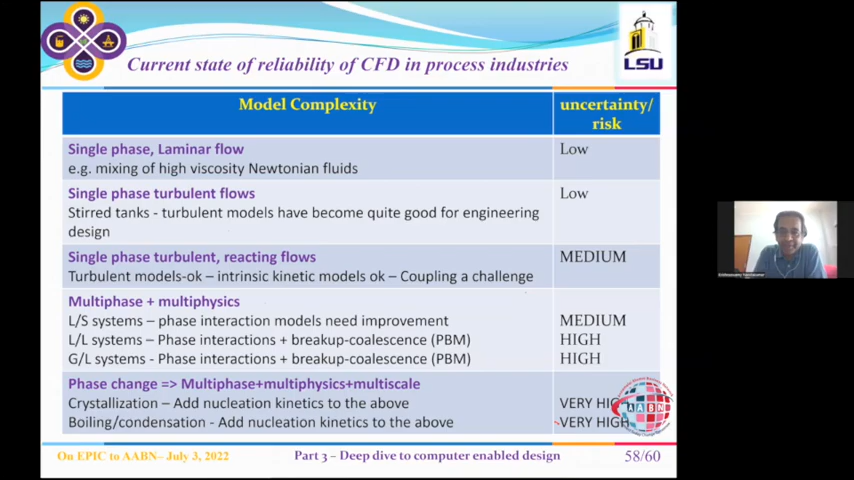 Current state of reliability of CFD in process industries
LSU
Model Complexity
uncertainty/
risk
Single phase, Laminar flow
Low
e.g. mixing of high viscosity Newtonian fluids
Single phase turbulent flows
Low
Stirred tanks - turbulent models have become quite good for engineering
design
Single phase turbulent, reacting flows
MEDIUM
Turbulent models-ok – intrinsic kinetic models ok – Coupling a challenge
Multiphase + multiphysics
L/S systems – phase interaction models need improvement
MEDIUM
L/L systems – Phase interactions + breakup-coalescence (PBM)
HIGH
G/L systems - Phase interactions + breakup-coalescence (PBM)
HIGH
Phase change => Multiphase+multiphysics+multiscale
Crystallization – Add nucleation kinetics to the above
VERY HIG
Boiling/condensation - Add nucleation kinetics to the above
VERY HIGH
AABN
On EPIC to AABN– July 3, 2022
Part 3 – Deep dive to computer enabled design
58/60